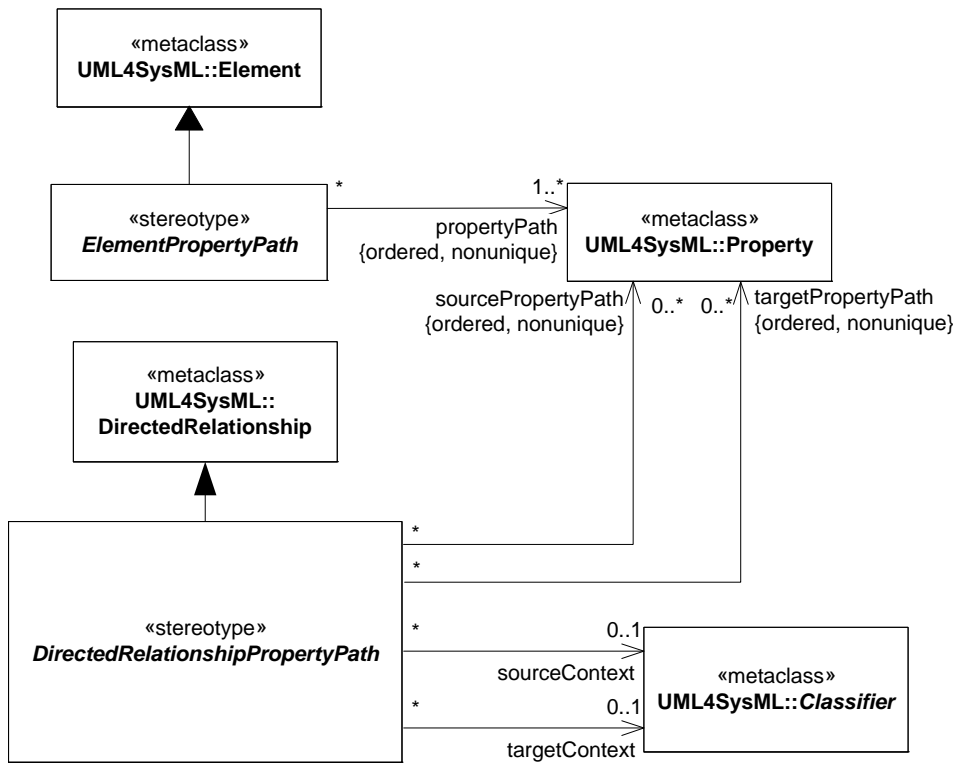 «metaclass»
UML4SysML::Element
«stereotype»
ElementPropertyPath
*
1..*
propertyPath
{ordered, nonunique}
«metaclass»
UML4SysML::Property
sourcePropertyPath
{ordered, nonunique}
0..*
0..*
targetPropertyPath
{ordered, nonunique}
«metaclass»
UML4SysML::
DirectedRelationship
«stereotype»
DirectedRelationshipPropertyPath
*
*
*
0..1
sourceContext
*
0..1
targetContext
«metaclass»
UML4SysML::Classifier